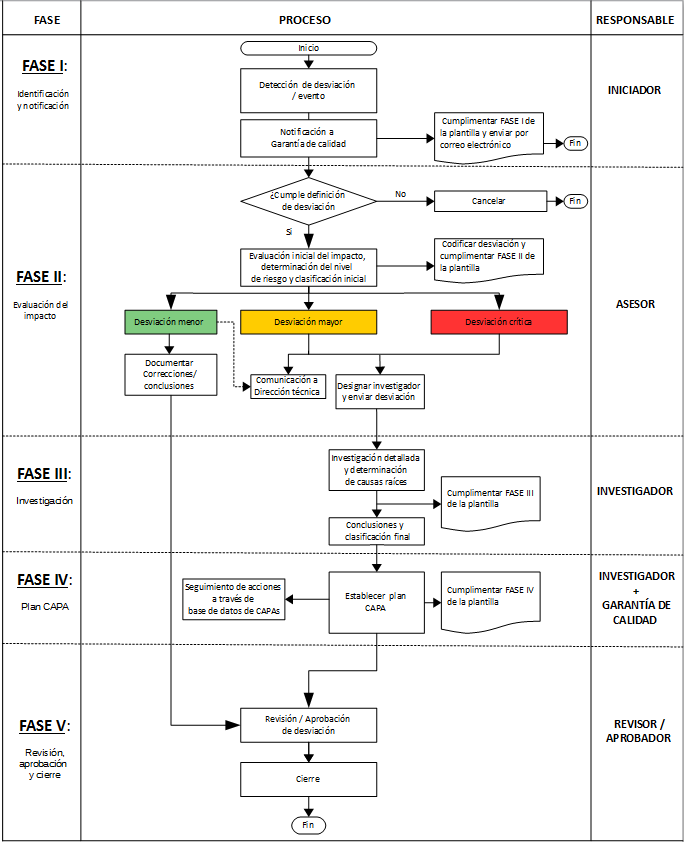 FASE
PROCESO
RESPONSABLE
FASE I:
Identificación
y notificación
Inicio
Detección de desviación
/ evento
Notificación a
Garantía de calidad
Cumplimentar FASE I de
la plantilla y enviar por
correo electrónico
Fin
INICIADOR
FASE II:
Evaluación del
impacto
¿Cumple definición
de desviación
No
Cancelar
Fin
Si
Evaluación inicial del impacto,
determinación del nivel
de riesgo y clasificación inicial
Codificar desviación y
cumplimentar FASE II de
la plantilla
Desviación menor
Desviación mayor
Desviación crítica
Documentar
Correcciones/
conclusiones
Comunicación a
Dirección técnica
Designar investigador
y enviar desviación
ASESOR
FASE III:
Investigación
Investigación detallada
y determinación
de causas raíces
Cumplimentar FASE III
de la plantilla
Conclusiones y
clasificación final
INVESTIGADOR
FASE IV:
Plan CAPA
Seguimiento de acciones
a través de
base de datos de CAPAs
Establecer plan
CAPA
Cumplimentar FASE IV
de la plantilla
INVESTIGADOR
+
GARANTÍA DE
CALIDAD
FASE V:
Revisión,
aprobación
y cierre
Revisión / Aprobación
de desviación
Cierre
Fin
REVISOR /
APROBADOR